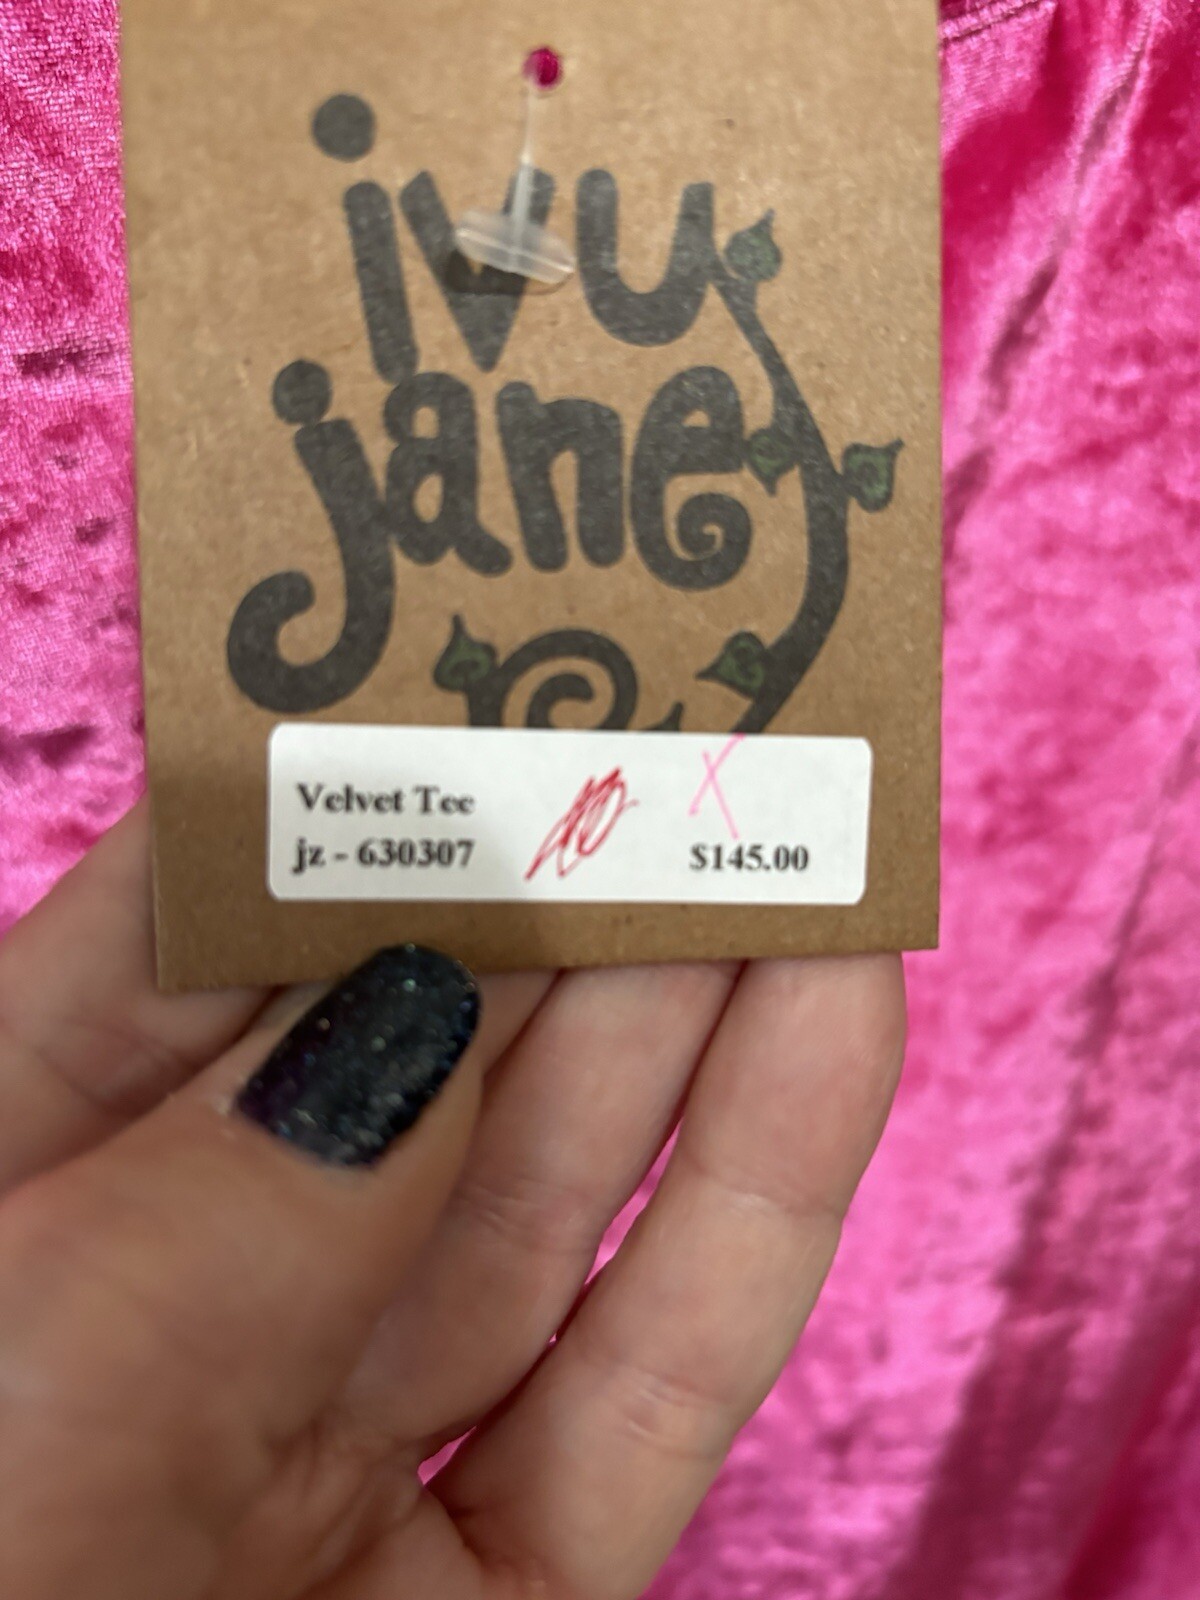 ivy
jane
Velvet Tee
jz - 630307
X
$145.00